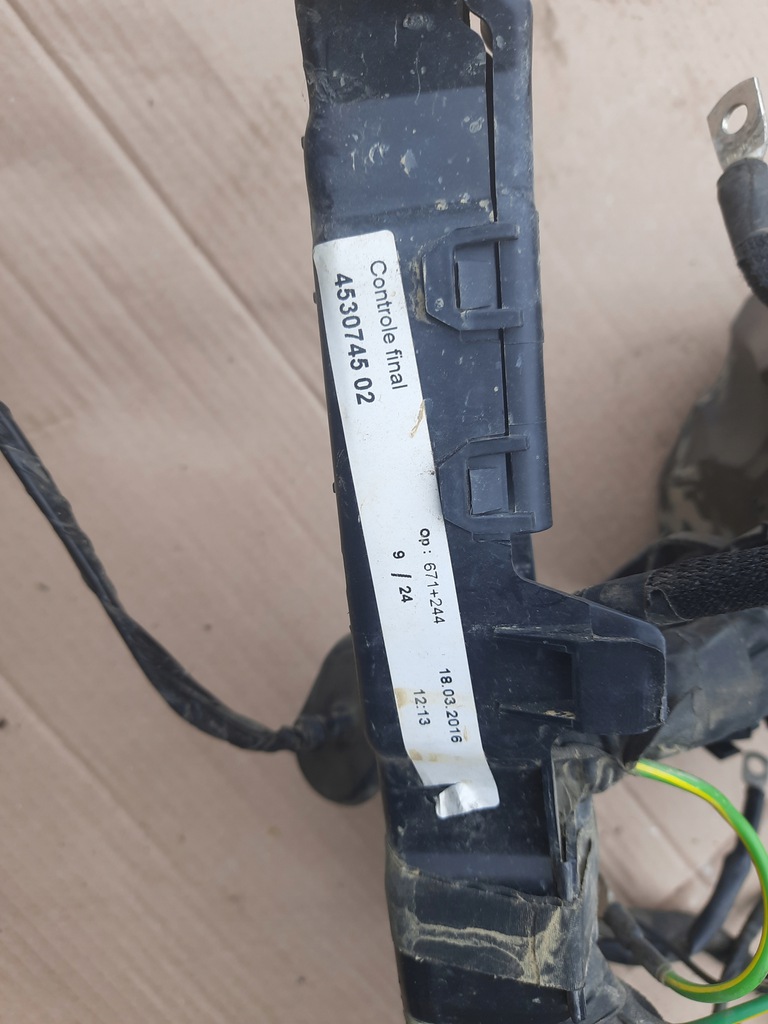 Controle final
4530745 02
Op: 671+244
9 / 24
18.03.2016
12:13